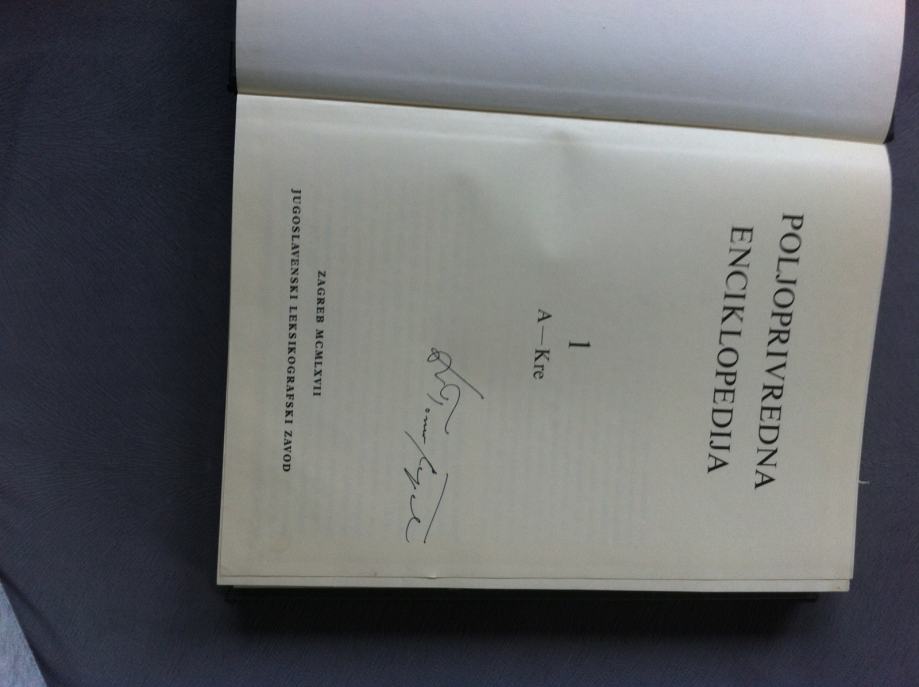 POLJOPRIVREDNA
ENCIKLOPEDIJA
1
A—Kre
ZAGREB MCMLXVII
JUGOSLAVENSKI LEKSIKOGRAFSKI ZAVOD